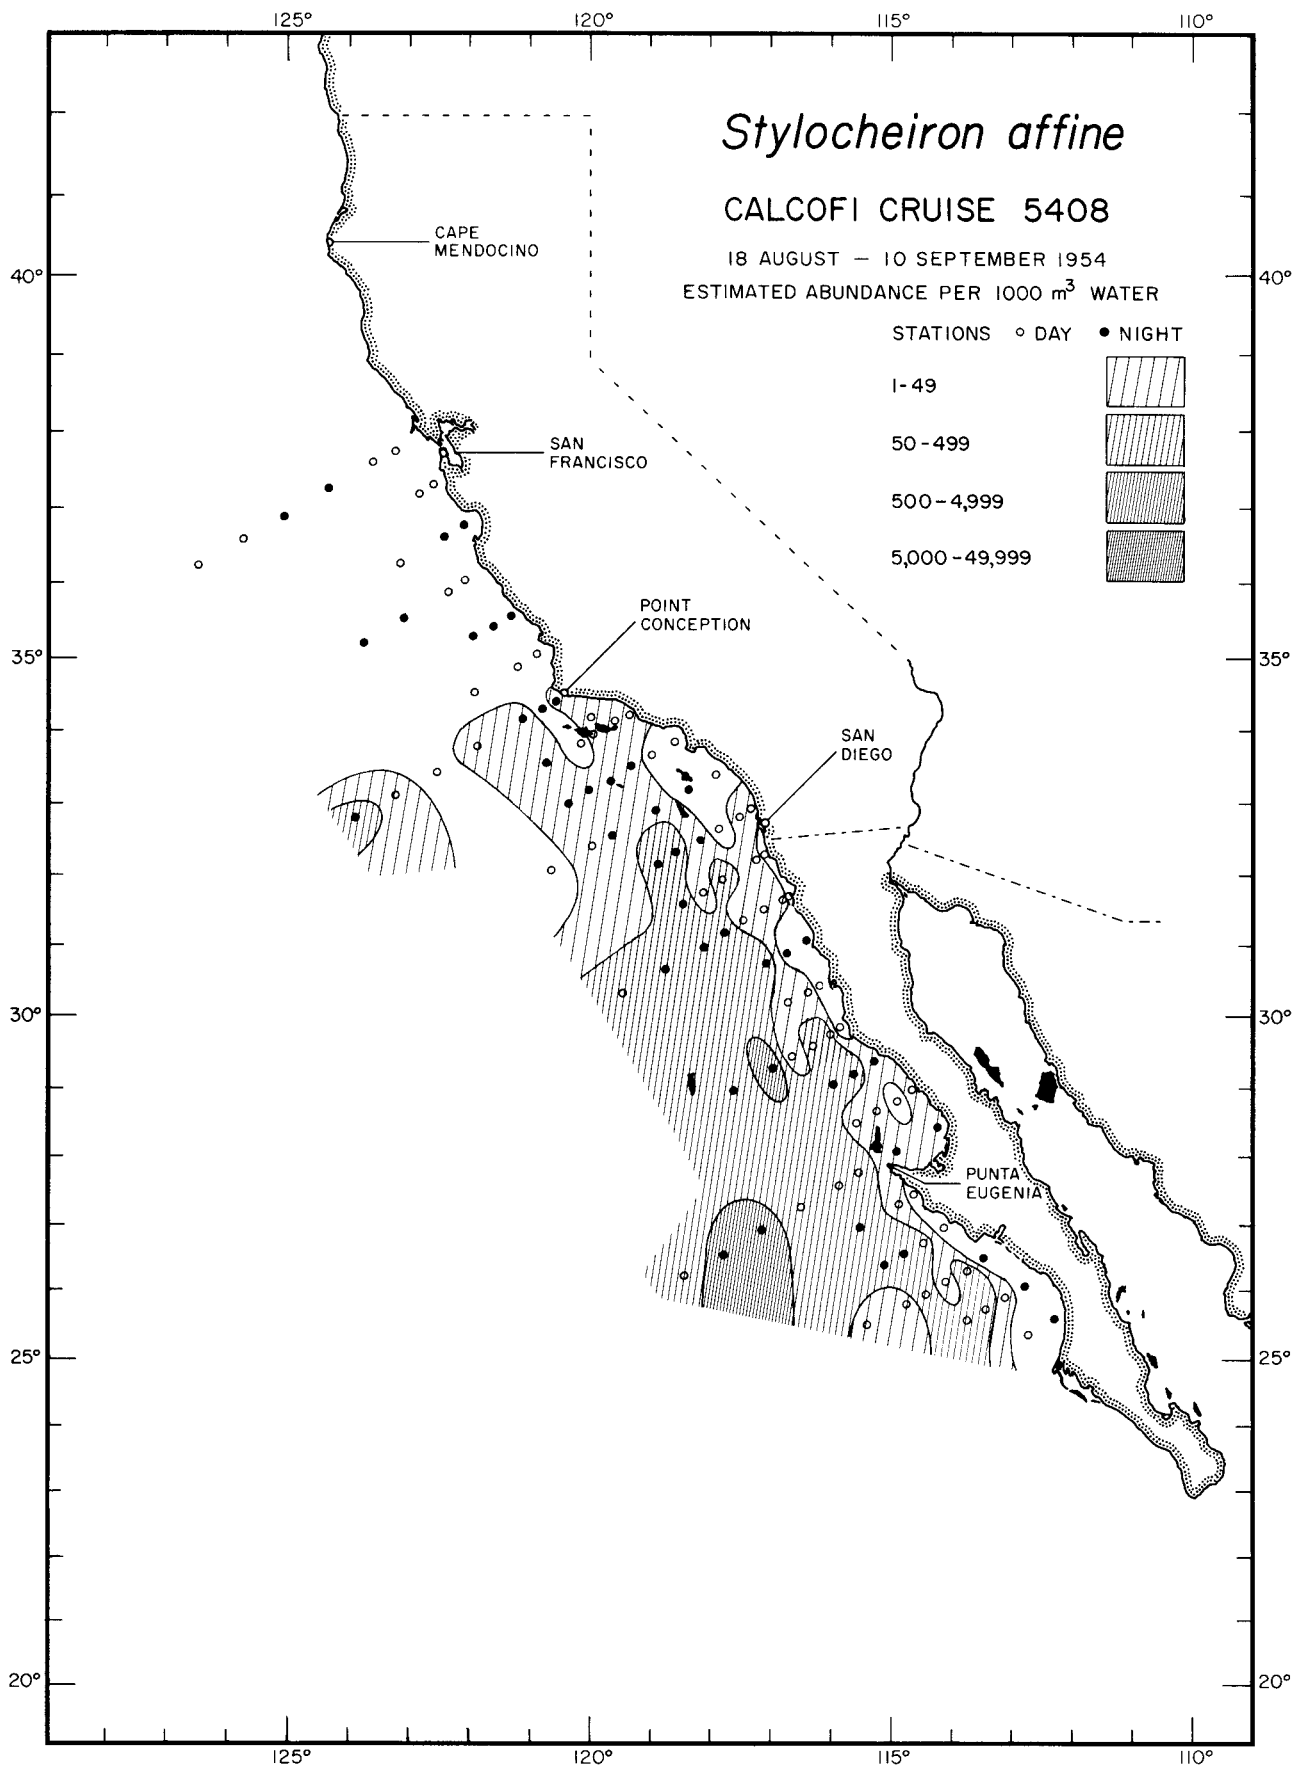 125° 120° 115° 110°
Stylocheiron affine
CALCOFI CRUISE 5408
18 AUGUST — 10 SEPTEMBER 1954
ESTIMATED ABUNDANCE PER 1000 m³ WATER
STATIONS ○ DAY ● NIGHT
1-49
50-499
500-4,999
5,000-49,999
CAPE
MENDOCINO
40° 40°
SAN
FRANCISCO
POINT
CONCEPTION
35° 35°
SAN
DIEGO
30° 30°
PUNTA
EUGENIA
25° 25°
20° 20°
125° 120° 115° 110°